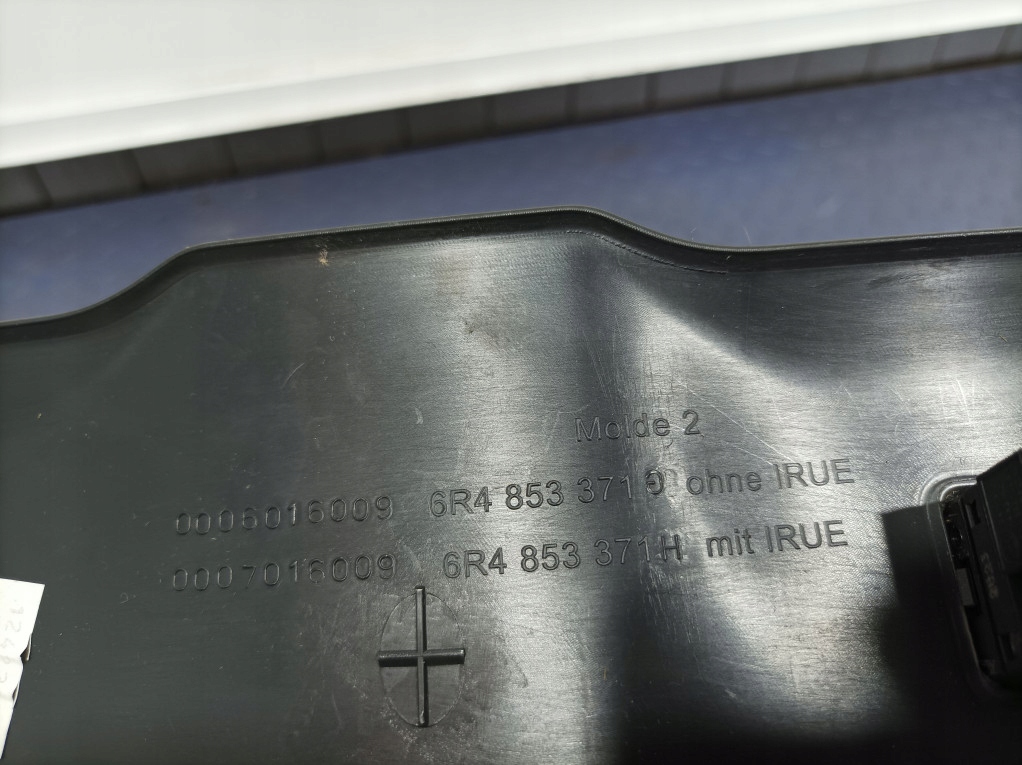 Molde 2
0006016009 6R4 853 371 ohne IRUE
0007016009 6R4 853 371 H mit IRUE